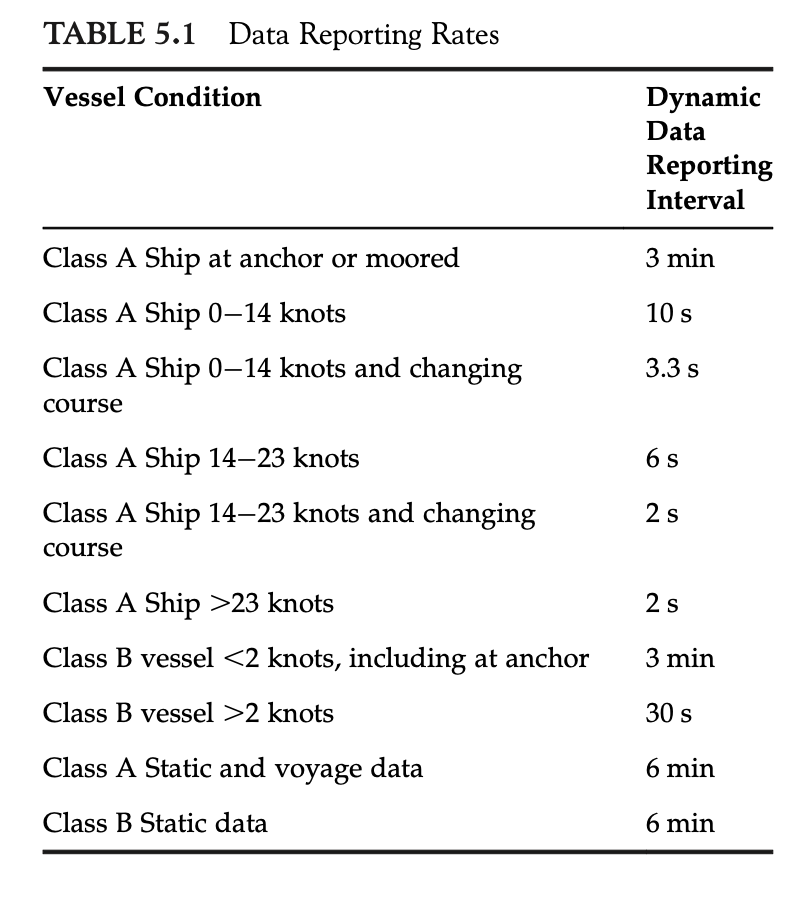 TABLE 5.1 Data Reporting Rates
Vessel Condition
Dynamic
Data
Reporting
Interval
Class A Ship at anchor or moored 3 min
Class A Ship 0–14 knots 10 s
Class A Ship 0–14 knots and changing 3.3 s
course
Class A Ship 14–23 knots 6 s
Class A Ship 14–23 knots and changing 2 s
course
Class A Ship >23 knots 2 s
Class B vessel <2 knots, including at anchor 3 min
Class B vessel >2 knots 30 s
Class A Static and voyage data 6 min
Class B Static data 6 min